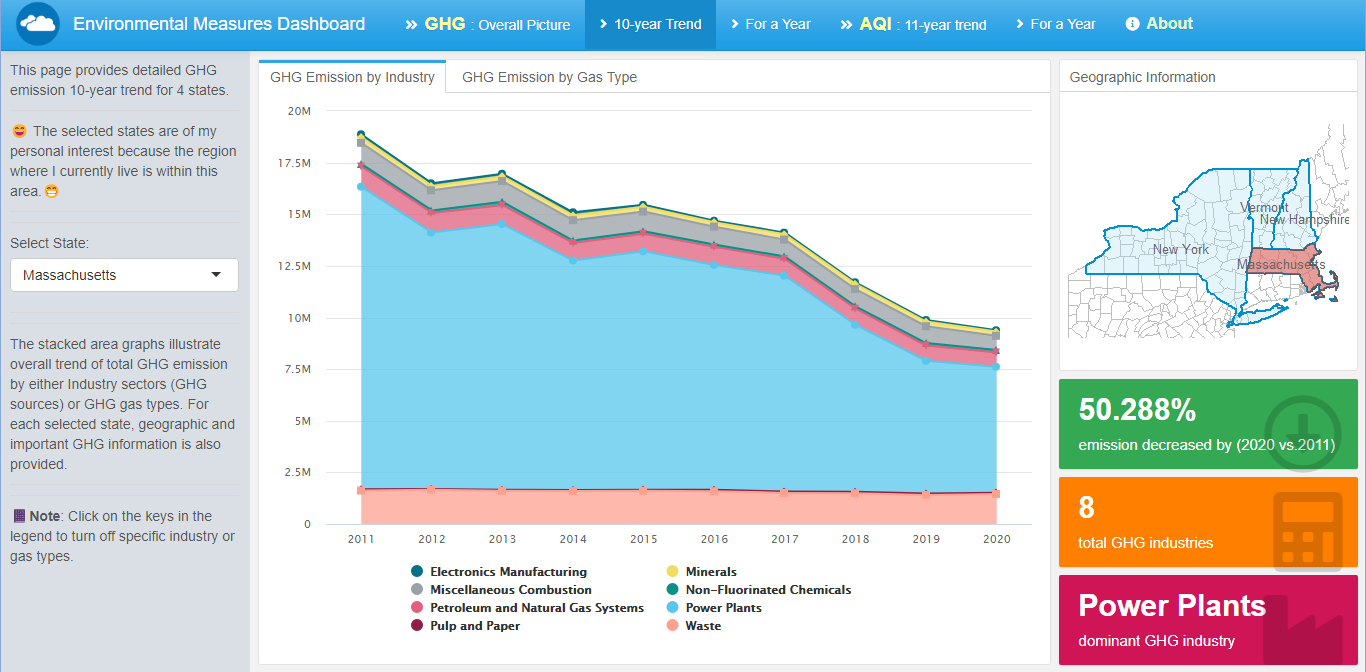 Environmental Measures Dashboard
GHG : Overall Picture
10-year Trend
For a Year
AQI : 11-year trend
For a Year
About
This page provides detailed GHG
emission 10-year trend for 4 states.
😄 The selected states are of my
personal interest because the region
where I currently live is within this
area. 😁
Select State:
Massachusetts
The stacked area graphs illustrate
overall trend of total GHG emission
by either Industry sectors (GHG
sources) or GHG gas types. For
each selected state, geographic and
important GHG information is also
provided.
Note: Click on the keys in the
legend to turn off specific industry or
gas types.
GHG Emission by Industry
GHG Emission by Gas Type
20M
17.5M
15M
12.5M
10M
7.5M
5M
2.5M
0
2011 2012 2013 2014 2015 2016 2017 2018 2019 2020
Electronics Manufacturing
Miscellaneous Combustion
Petroleum and Natural Gas Systems
Pulp and Paper
Minerals
Non-Fluorinated Chemicals
Power Plants
Waste
Geographic Information
Vermont
New Hampshire
New York
Massachusetts
50.288%
emission decreased by (2020 vs.2011)
8
total GHG industries
Power Plants
dominant GHG industry